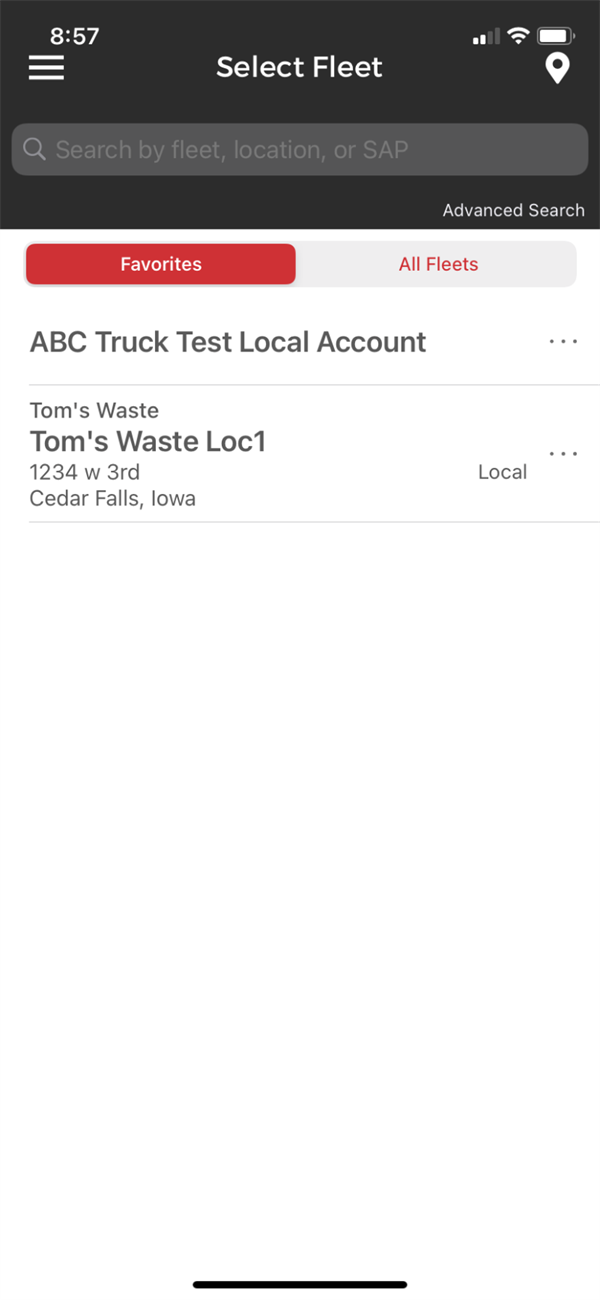 8:57
Select Fleet
Search by fleet, location, or SAP
Advanced Search
Favorites
All Fleets
ABC Truck Test Local Account
Tom's Waste
Tom's Waste Loc1
1234 w 3rd
Local
Cedar Falls, Iowa